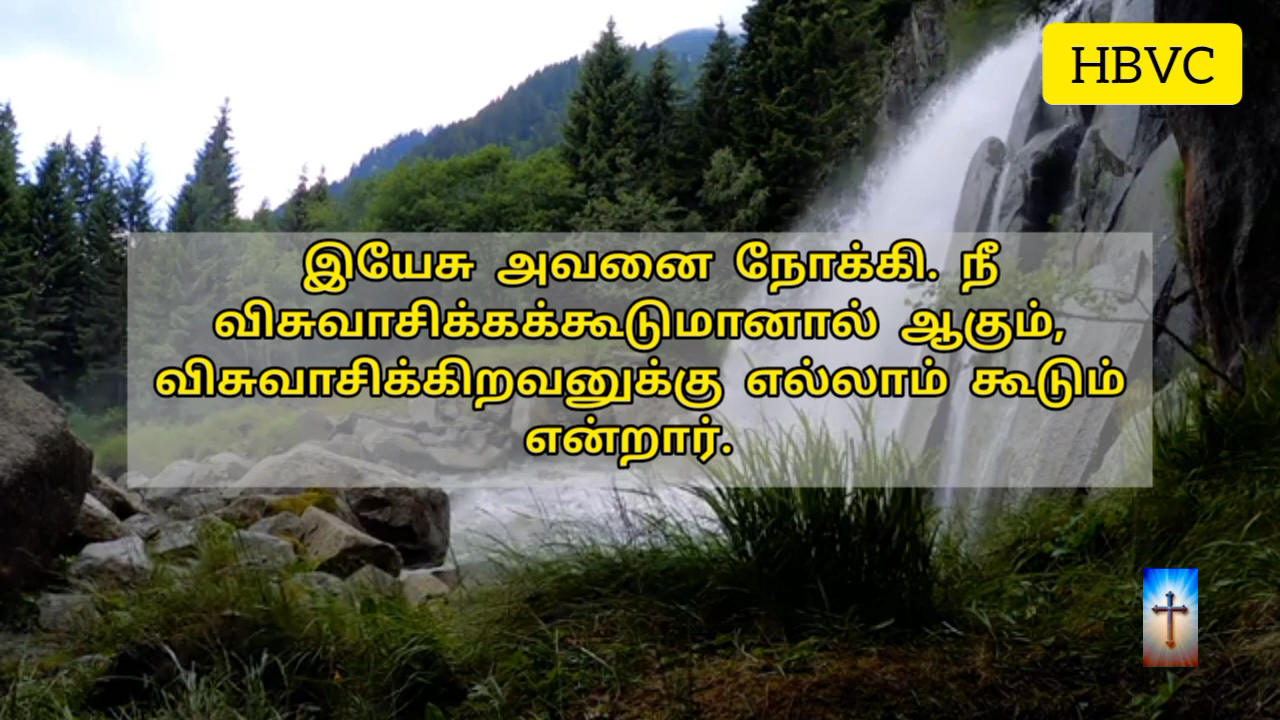 HBVC
இயேசு அவனை நோக்கி. நீ
விசுவாசிக்கக்கூடுமானால் ஆகும்,
விசுவாசிக்கிறவனுக்கு எல்லாம் கூடும்
என்றார்.